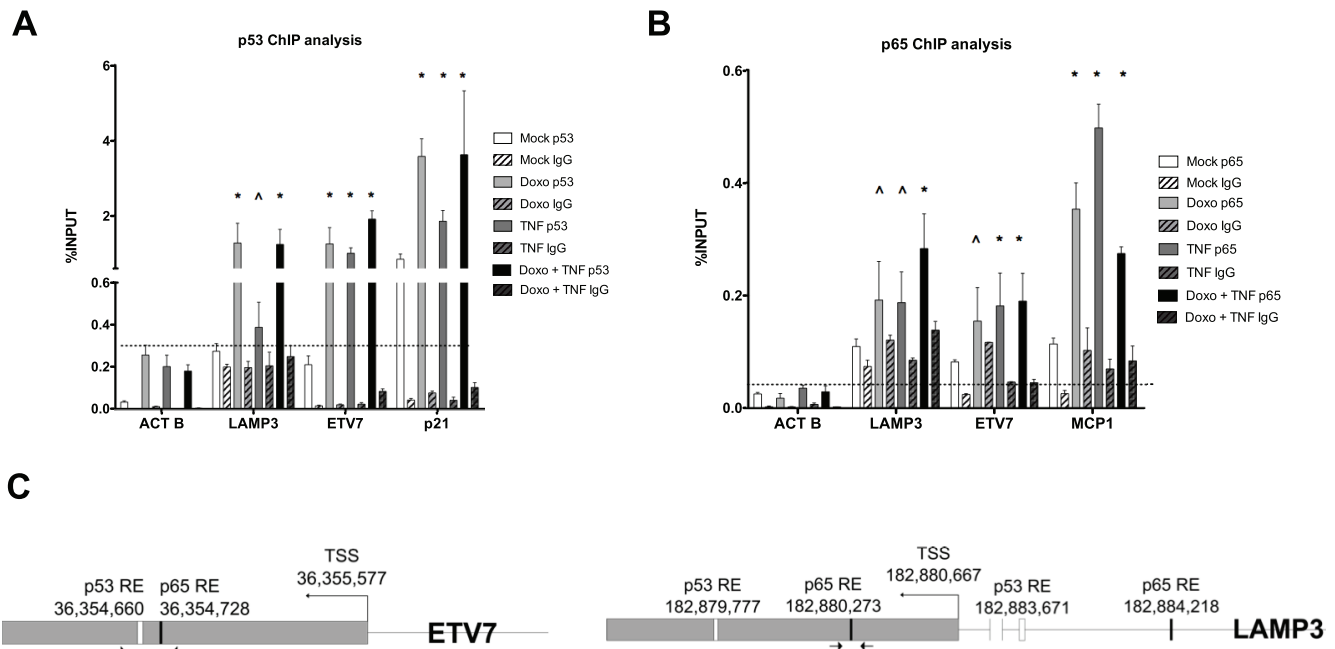 A
p53 ChIP analysis
%INPUT
6
4
2
0.6
0.4
0.2
0.0
* ^ *
* * *
* * *
ACT B LAMP3 ETV7 p21
Mock p53
Mock IgG
Doxo p53
Doxo IgG
TNF p53
TNF IgG
Doxo + TNF p53
Doxo + TNF IgG
B
p65 ChIP analysis
%INPUT
0.6
0.4
0.2
0.0
^ ^ *
^ * *
* * *
ACT B LAMP3 ETV7 MCP1
Mock p65
Mock IgG
Doxo p65
Doxo IgG
TNF p65
TNF IgG
Doxo + TNF p65
Doxo + TNF IgG
C
TSS
36,355,577
p53 RE p65 RE
36,354,660 36,354,728
ETV7
TSS
182,880,667
p53 RE p65 RE p53 RE p65 RE
182,879,777 182,880,273 182,883,671 182,884,218
LAMP3